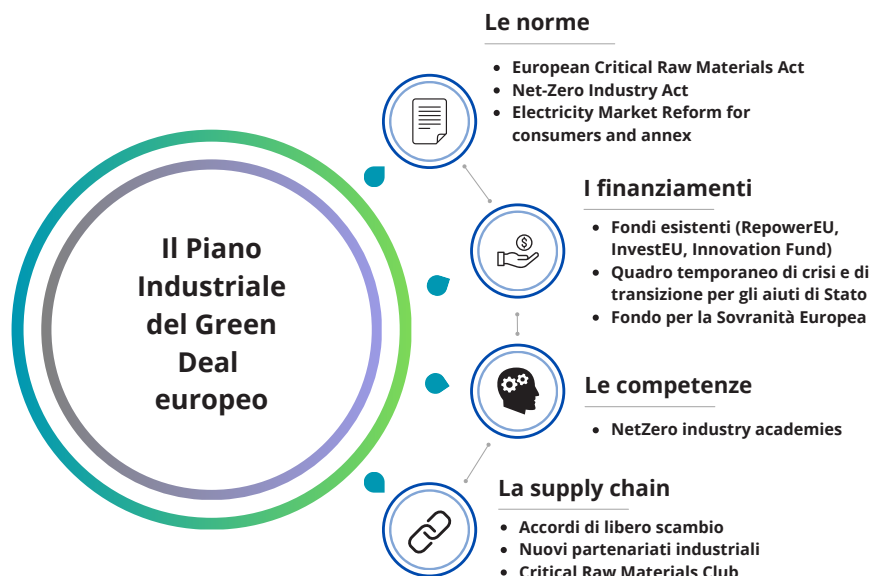 Il Piano
Industriale
del Green
Deal
europeo
Le norme
• European Critical Raw Materials Act
• Net-Zero Industry Act
• Electricity Market Reform for
consumers and annex
I finanziamenti
• Fondi esistenti (RepowerEU,
InvestEU, Innovation Fund)
• Quadro temporaneo di crisi e di
transizione per gli aiuti di Stato
• Fondo per la Sovranità Europea
Le competenze
• NetZero industry academies
La supply chain
• Accordi di libero scambio
• Nuovi partenariati industriali
• Critical Raw Materials Club